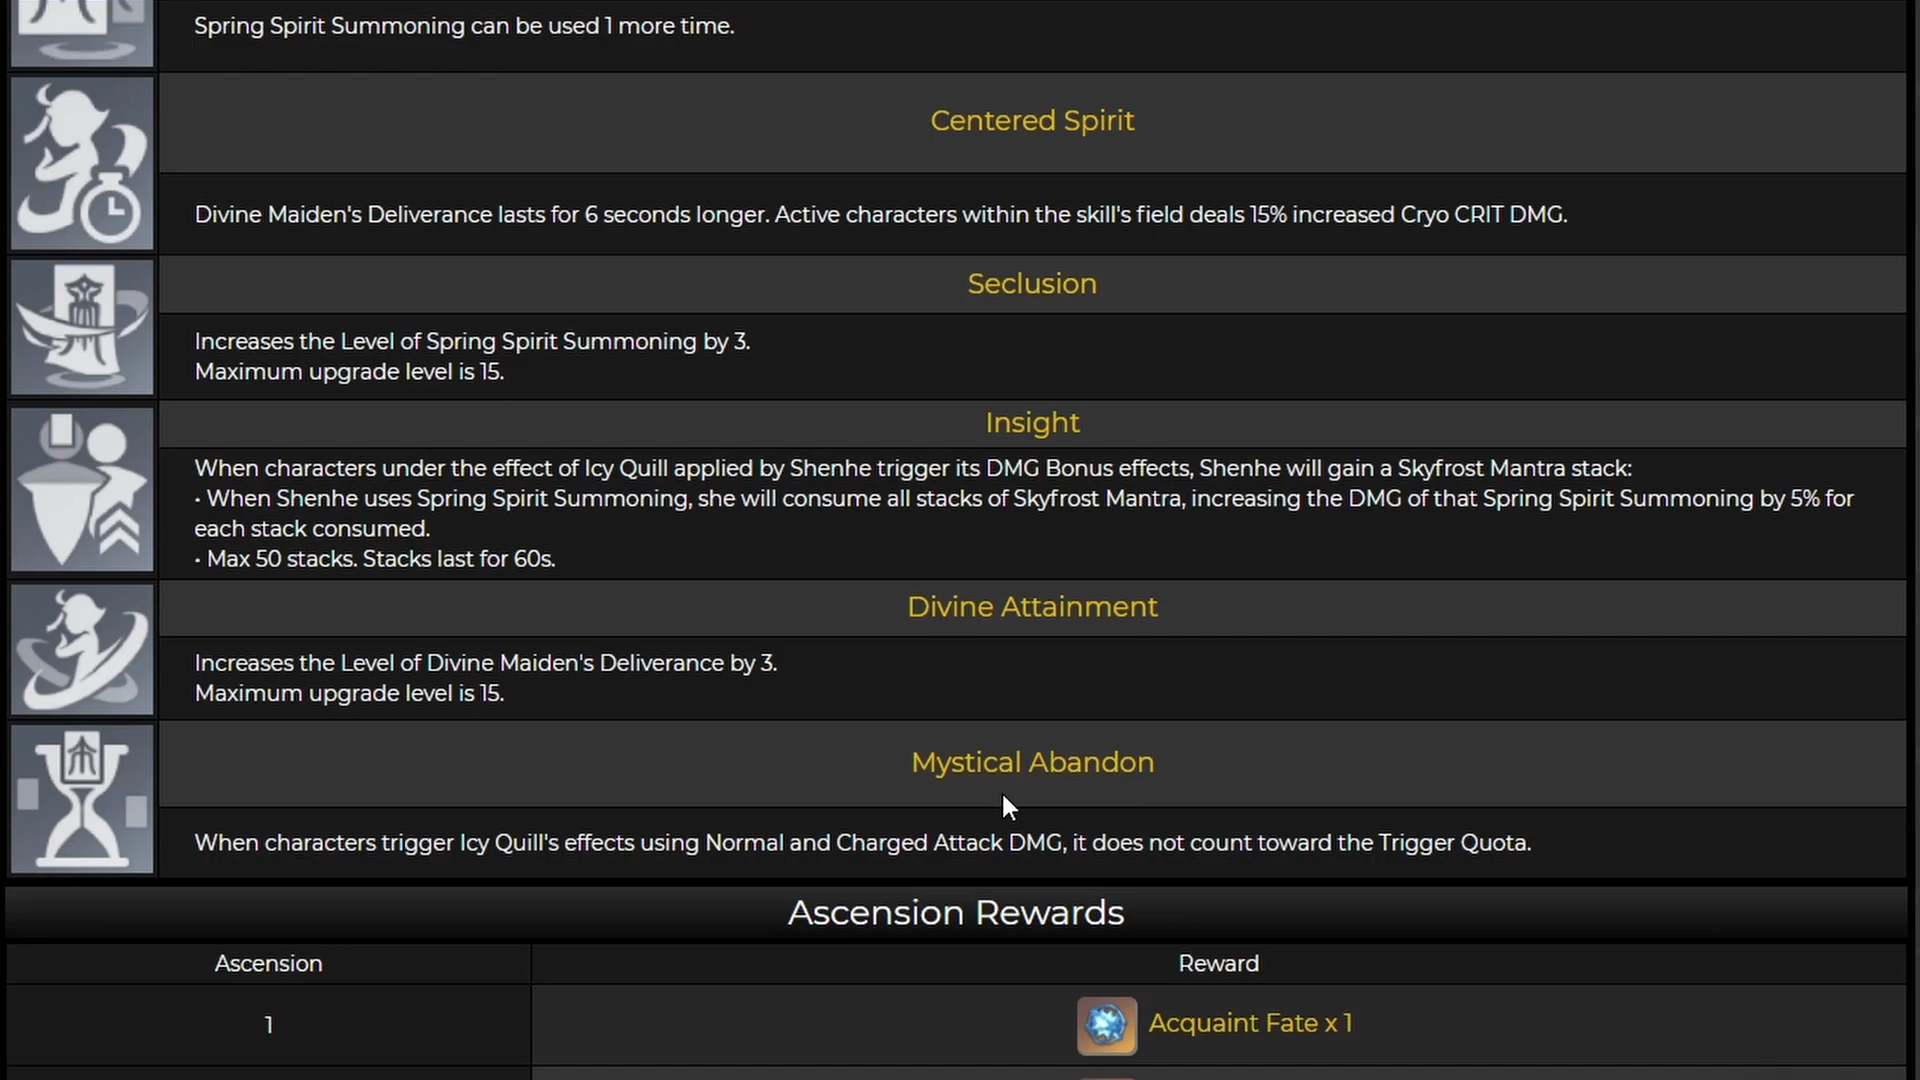 Spring Spirit Summoning can be used 1 more time.
Centered Spirit
Divine Maiden's Deliverance lasts for 6 seconds longer. Active characters within the skill's field deals 15% increased Cryo CRIT DMG.
Seclusion
Increases the Level of Spring Spirit Summoning by 3.
Maximum upgrade level is 15.
Insight
When characters under the effect of Icy Quill applied by Shenhe trigger its DMG Bonus effects, Shenhe will gain a Skyfrost Mantra stack:
• When Shenhe uses Spring Spirit Summoning, she will consume all stacks of Skyfrost Mantra, increasing the DMG of that Spring Spirit Summoning by 5% for
each stack consumed.
• Max 50 stacks. Stacks last for 60s.
Divine Attainment
Increases the Level of Divine Maiden's Deliverance by 3.
Maximum upgrade level is 15.
Mystical Abandon
When characters trigger Icy Quill's effects using Normal and Charged Attack DMG, it does not count toward the Trigger Quota.
Ascension Rewards
Ascension Reward
1 Acquaint Fate x 1